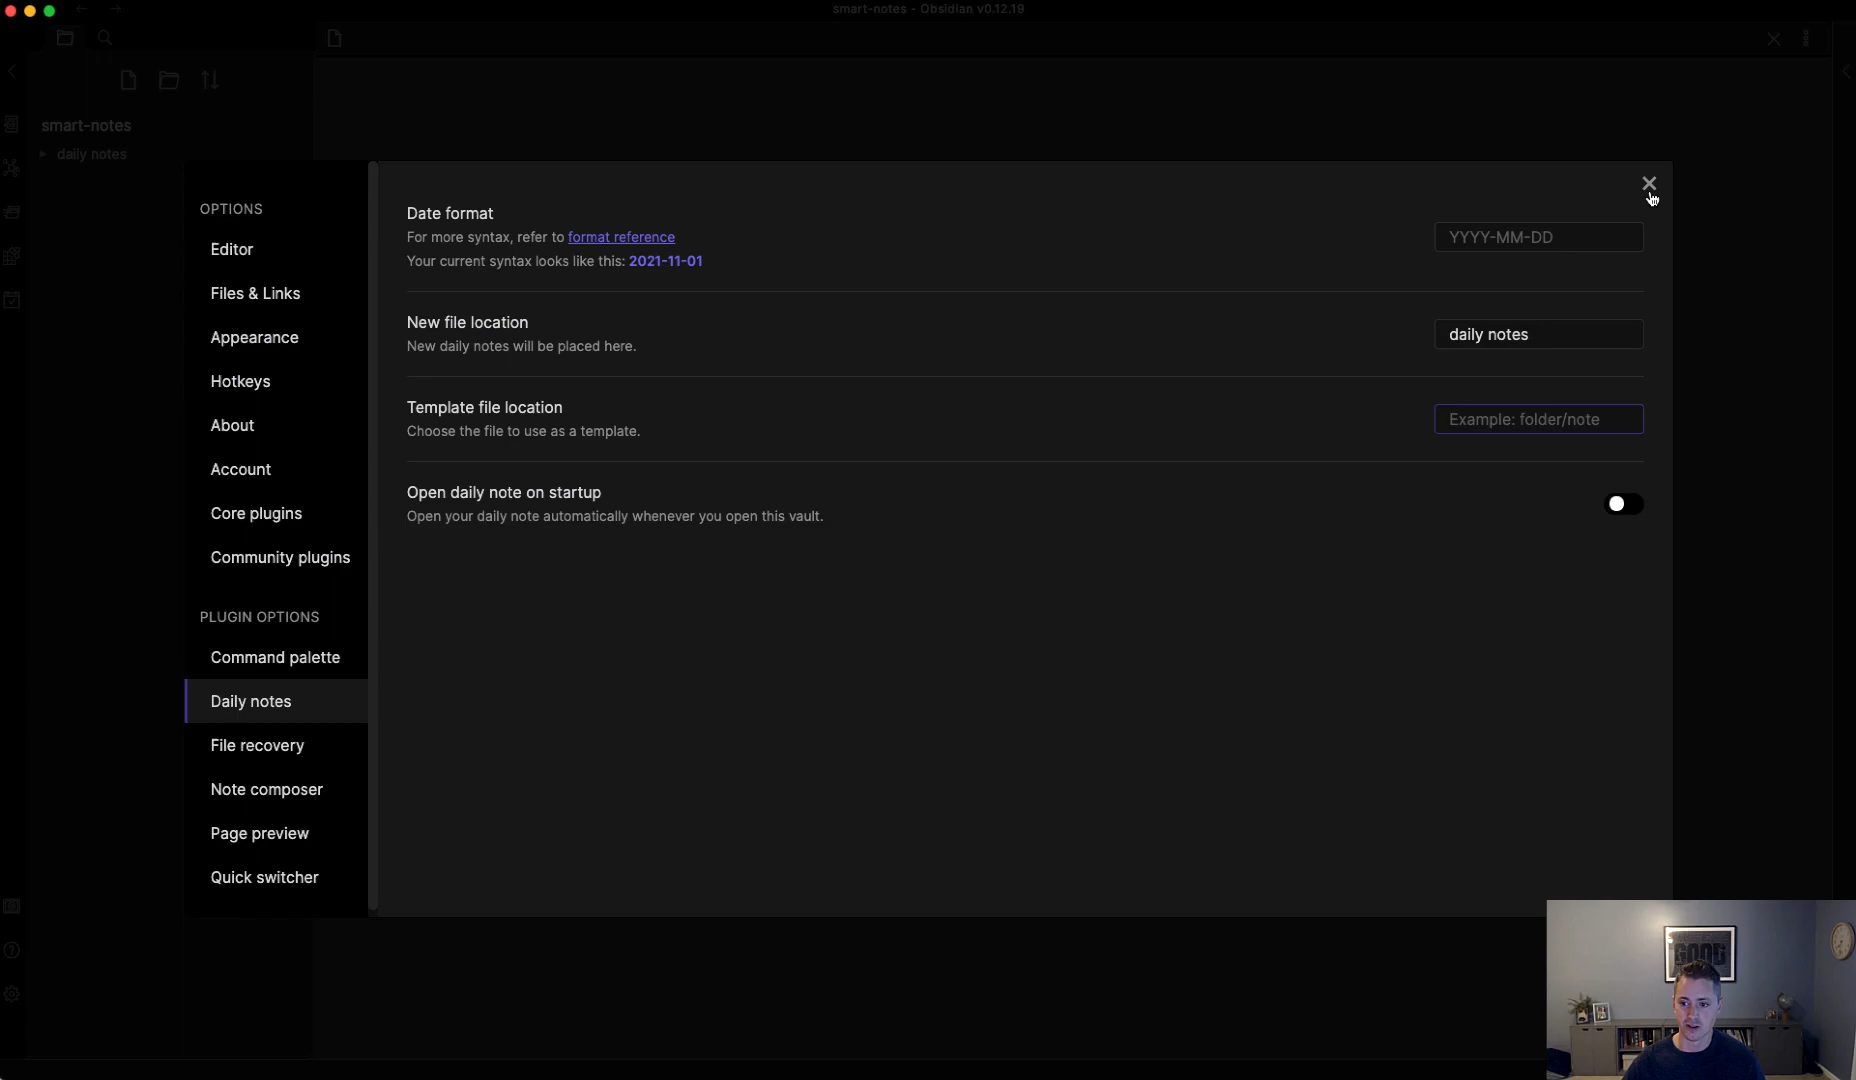 smart-notes - Obsidian v0.12.19
smart-notes
daily notes
OPTIONS
Editor
Files & Links
Appearance
Hotkeys
About
Account
Core plugins
Community plugins
PLUGIN OPTIONS
Command palette
Daily notes
File recovery
Note composer
Page preview
Quick switcher
Date format
For more syntax, refer to format reference
Your current syntax looks like this: 2021-11-01
YYYY-MM-DD
New file location
New daily notes will be placed here.
daily notes
Template file location
Choose the file to use as a template.
Example: folder/note
Open daily note on startup
Open your daily note automatically whenever you open this vault.
GOOD